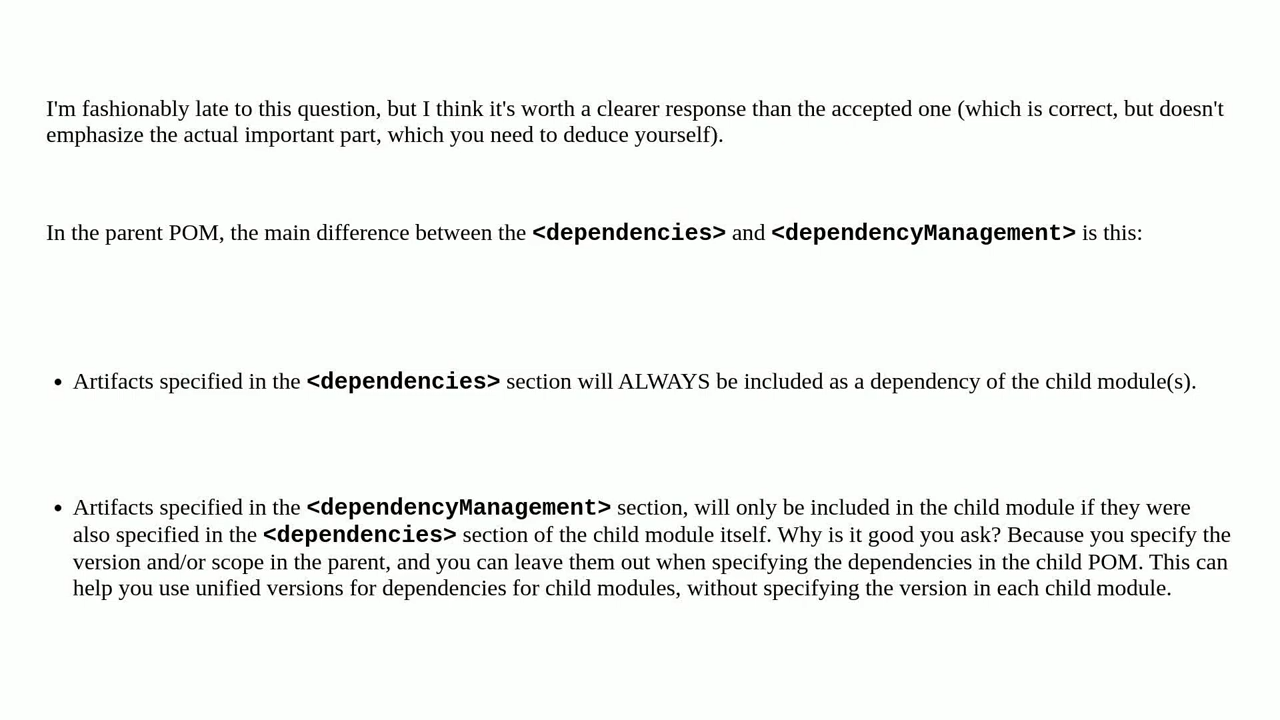 I'm fashionably late to this question, but I think it's worth a clearer response than the accepted one (which is correct, but doesn't
emphasize the actual important part, which you need to deduce yourself).
In the parent POM, the main difference between the <dependencies> and <dependencyManagement> is this:
• Artifacts specified in the <dependencies> section will ALWAYS be included as a dependency of the child module(s).
• Artifacts specified in the <dependencyManagement> section, will only be included in the child module if they were
also specified in the <dependencies> section of the child module itself. Why is it good you ask? Because you specify the
version and/or scope in the parent, and you can leave them out when specifying the dependencies in the child POM. This can
help you use unified versions for dependencies for child modules, without specifying the version in each child module.